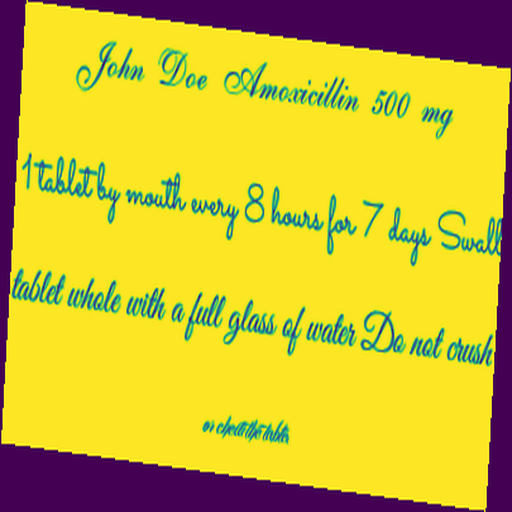 John Doe Amoxicillin 500 mg
1 tablet by mouth every 8 hours for 7 days Swall
tablet whole with a full glass of water Do not crush
or chew the tablet